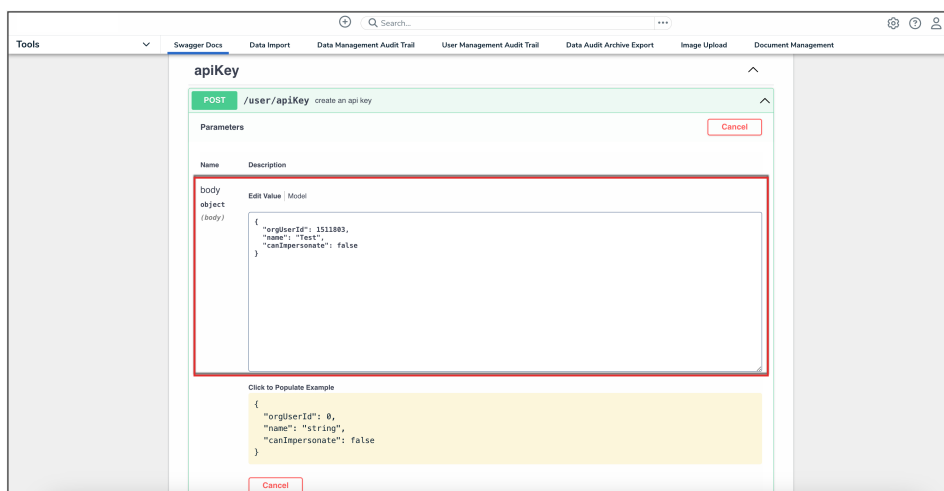 Search...
Tools
Swagger Docs
Data Import
Data Management Audit Trail
User Management Audit Trail
Data Audit Archive Export
Image Upload
Document Management
apiKey
POST /user/apiKey create an api key
Parameters
Cancel
Name Description
body
object
(body)
Edit Value Model
{
"orgUserId": 1511803,
"name": "Test",
"canImpersonate": false
}
Click to Populate Example
{
"orgUserId": 0,
"name": "string",
"canImpersonate": false
}
Cancel